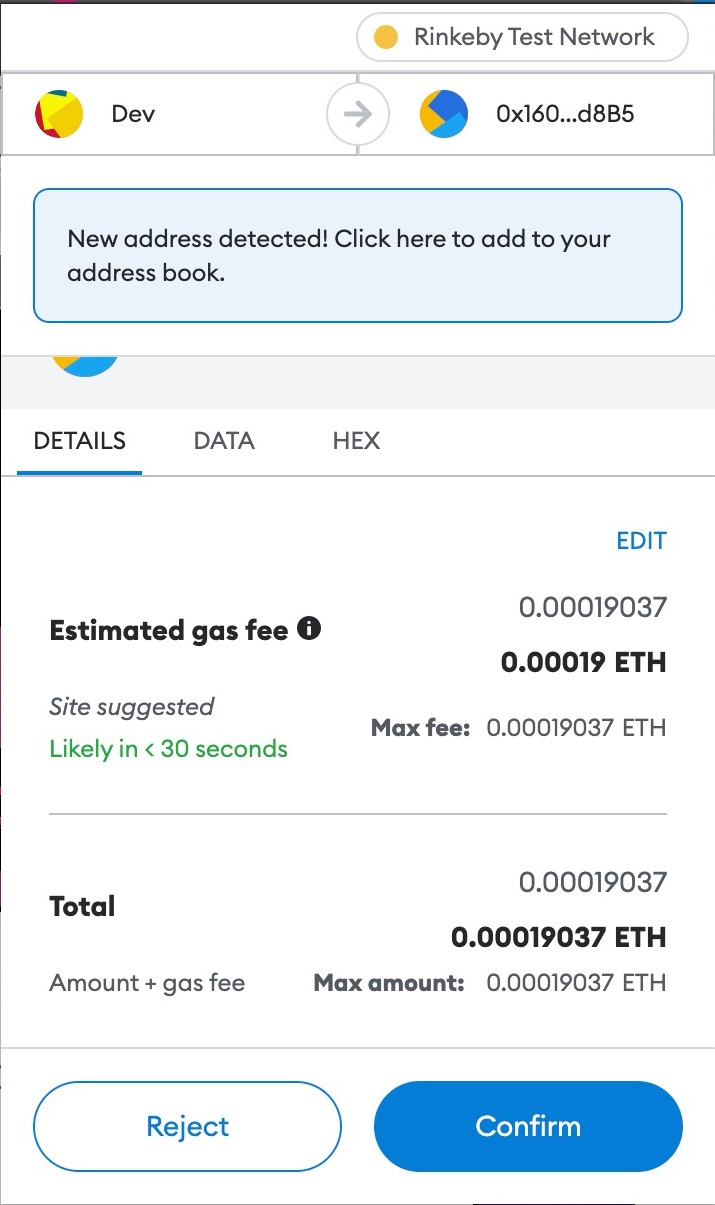 Rinkeby Test Network
Dev
0x160...d8B5
New address detected! Click here to add to your
address book.
DETAILS
DATA
HEX
EDIT
0.00019037
Estimated gas fee
0.00019 ETH
Site suggested
Max fee: 0.00019037 ETH
Likely in < 30 seconds
0.00019037
Total
0.00019037 ETH
Amount + gas fee
Max amount: 0.00019037 ETH
Reject
Confirm